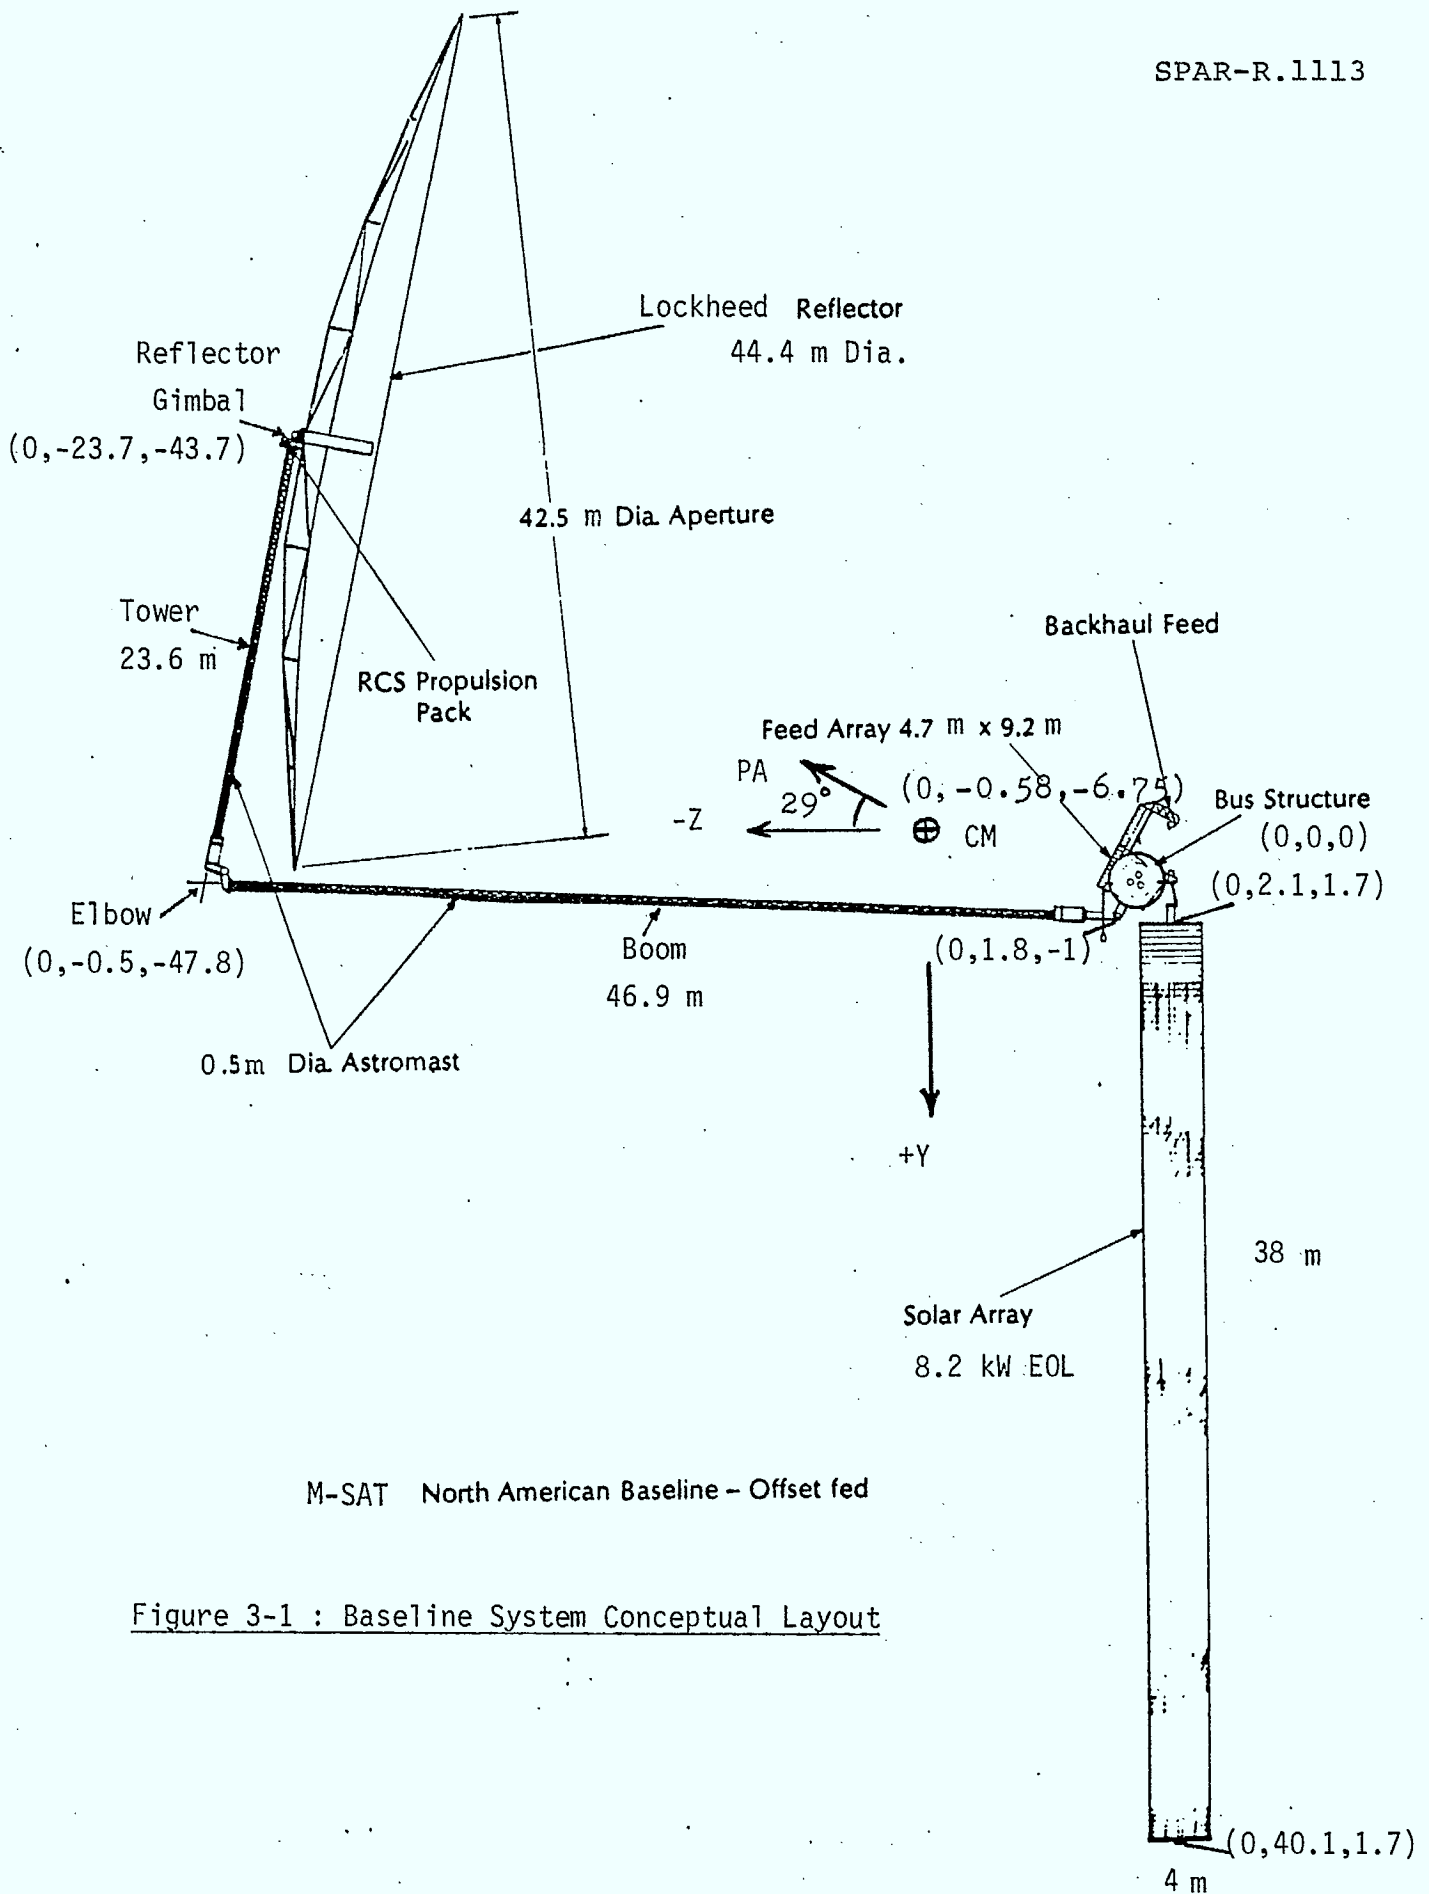 SPAR-R.1113
Lockheed Reflector
44.4 m Dia.
Reflector
Gimbal
(0,-23.7,-43.7)
42.5 m Dia. Aperture
Tower
23.6 m
RCS Propulsion
Pack
Backhaul Feed
Feed Array 4.7 m x 9.2 m
PA
29°
(0,-0.58,-6.75)
-Z
CM
Bus Structure
(0,0,0)
(0,2.1,1.7)
Elbow
(0,-0.5,-47.8)
Boom
46.9 m
(0,1.8,-1)
0.5m Dia. Astromast
+Y
38 m
Solar Array
8.2 kW EOL
M-SAT North American Baseline – Offset fed
Figure 3-1 : Baseline System Conceptual Layout
(0,40.1,1.7)
4 m